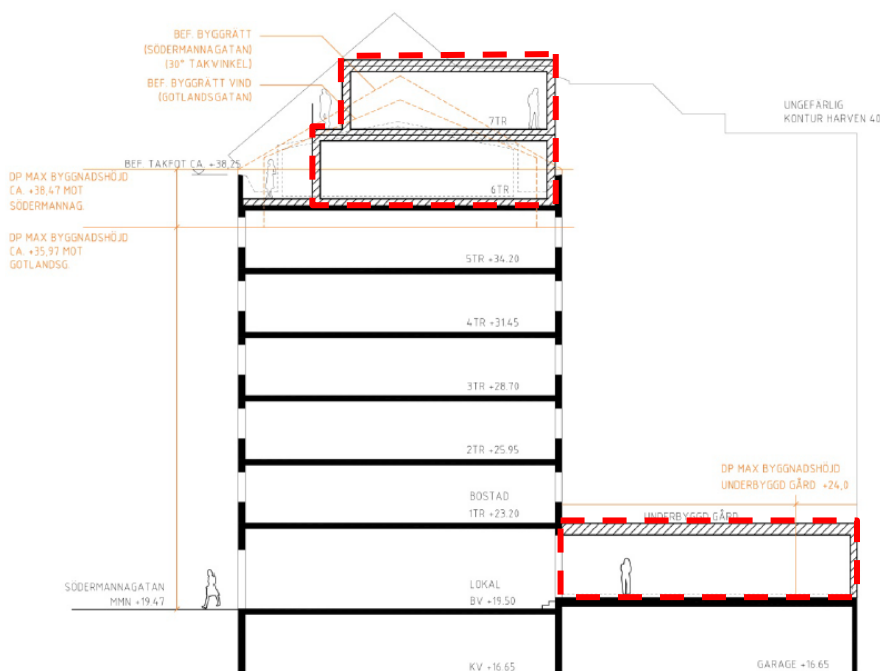 BEF. BYGGRÄTT
(SÖDERMANNAGATAN)
(30° TAKVINKEL)
BEF. BYGGRÄTT VIND
(GOTLANDSGATAN)
UNGEFÄRLIG
KONTUR HARVEN 40
7TR
BEF. TAKFOT CA. +38,25
DP MAX BYGGNADSHÖJD
CA. +38,47 MOT
SÖDERMANNAG.
6TR
DP MAX BYGGNADSHÖJD
CA. +35,97 MOT
GOTLANDSG.
5TR +34.20
4TR +31.45
3TR +28.70
2TR +25.95
DP MAX BYGGNADSHÖJD
UNDERBYGGD GÅRD +24,0
BOSTAD
1TR +23.20
UNDERBYGGD GÅRD
SÖDERMANNAGATAN
MMN +19.47
LOKAL
BV +19.50
KV +16.65
GARAGE +16.65